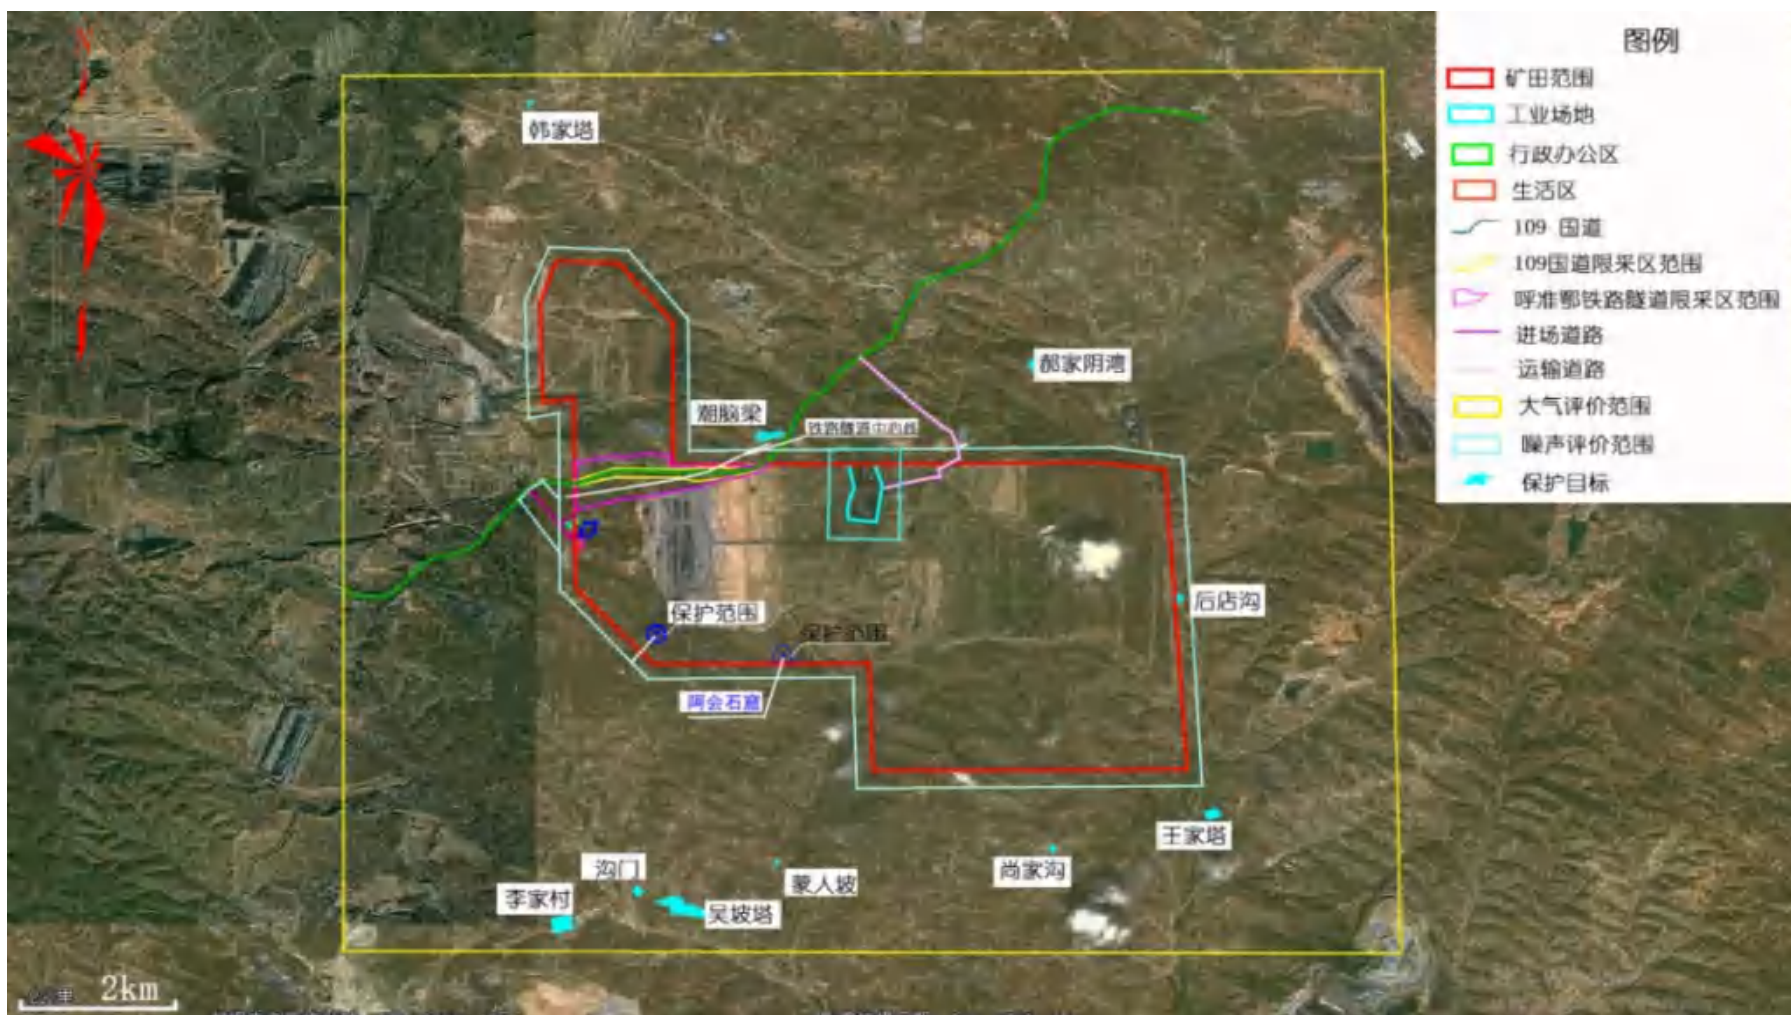 图例
矿田范围
工业场地
行政办公区
生活区
109 国道
109国道限采区范围
呼准鄂铁路隧道限采区范围
进场道路
运输道路
大气评价范围
噪声评价范围
保护目标
韩家塔
郝家阴湾
潮脑梁
铁路隧道中心线
后店沟
保护范围
保护范围
阿会石窟
王家塔
尚家沟
蒙人坡
沟门
李家村
吴坡塔
2km